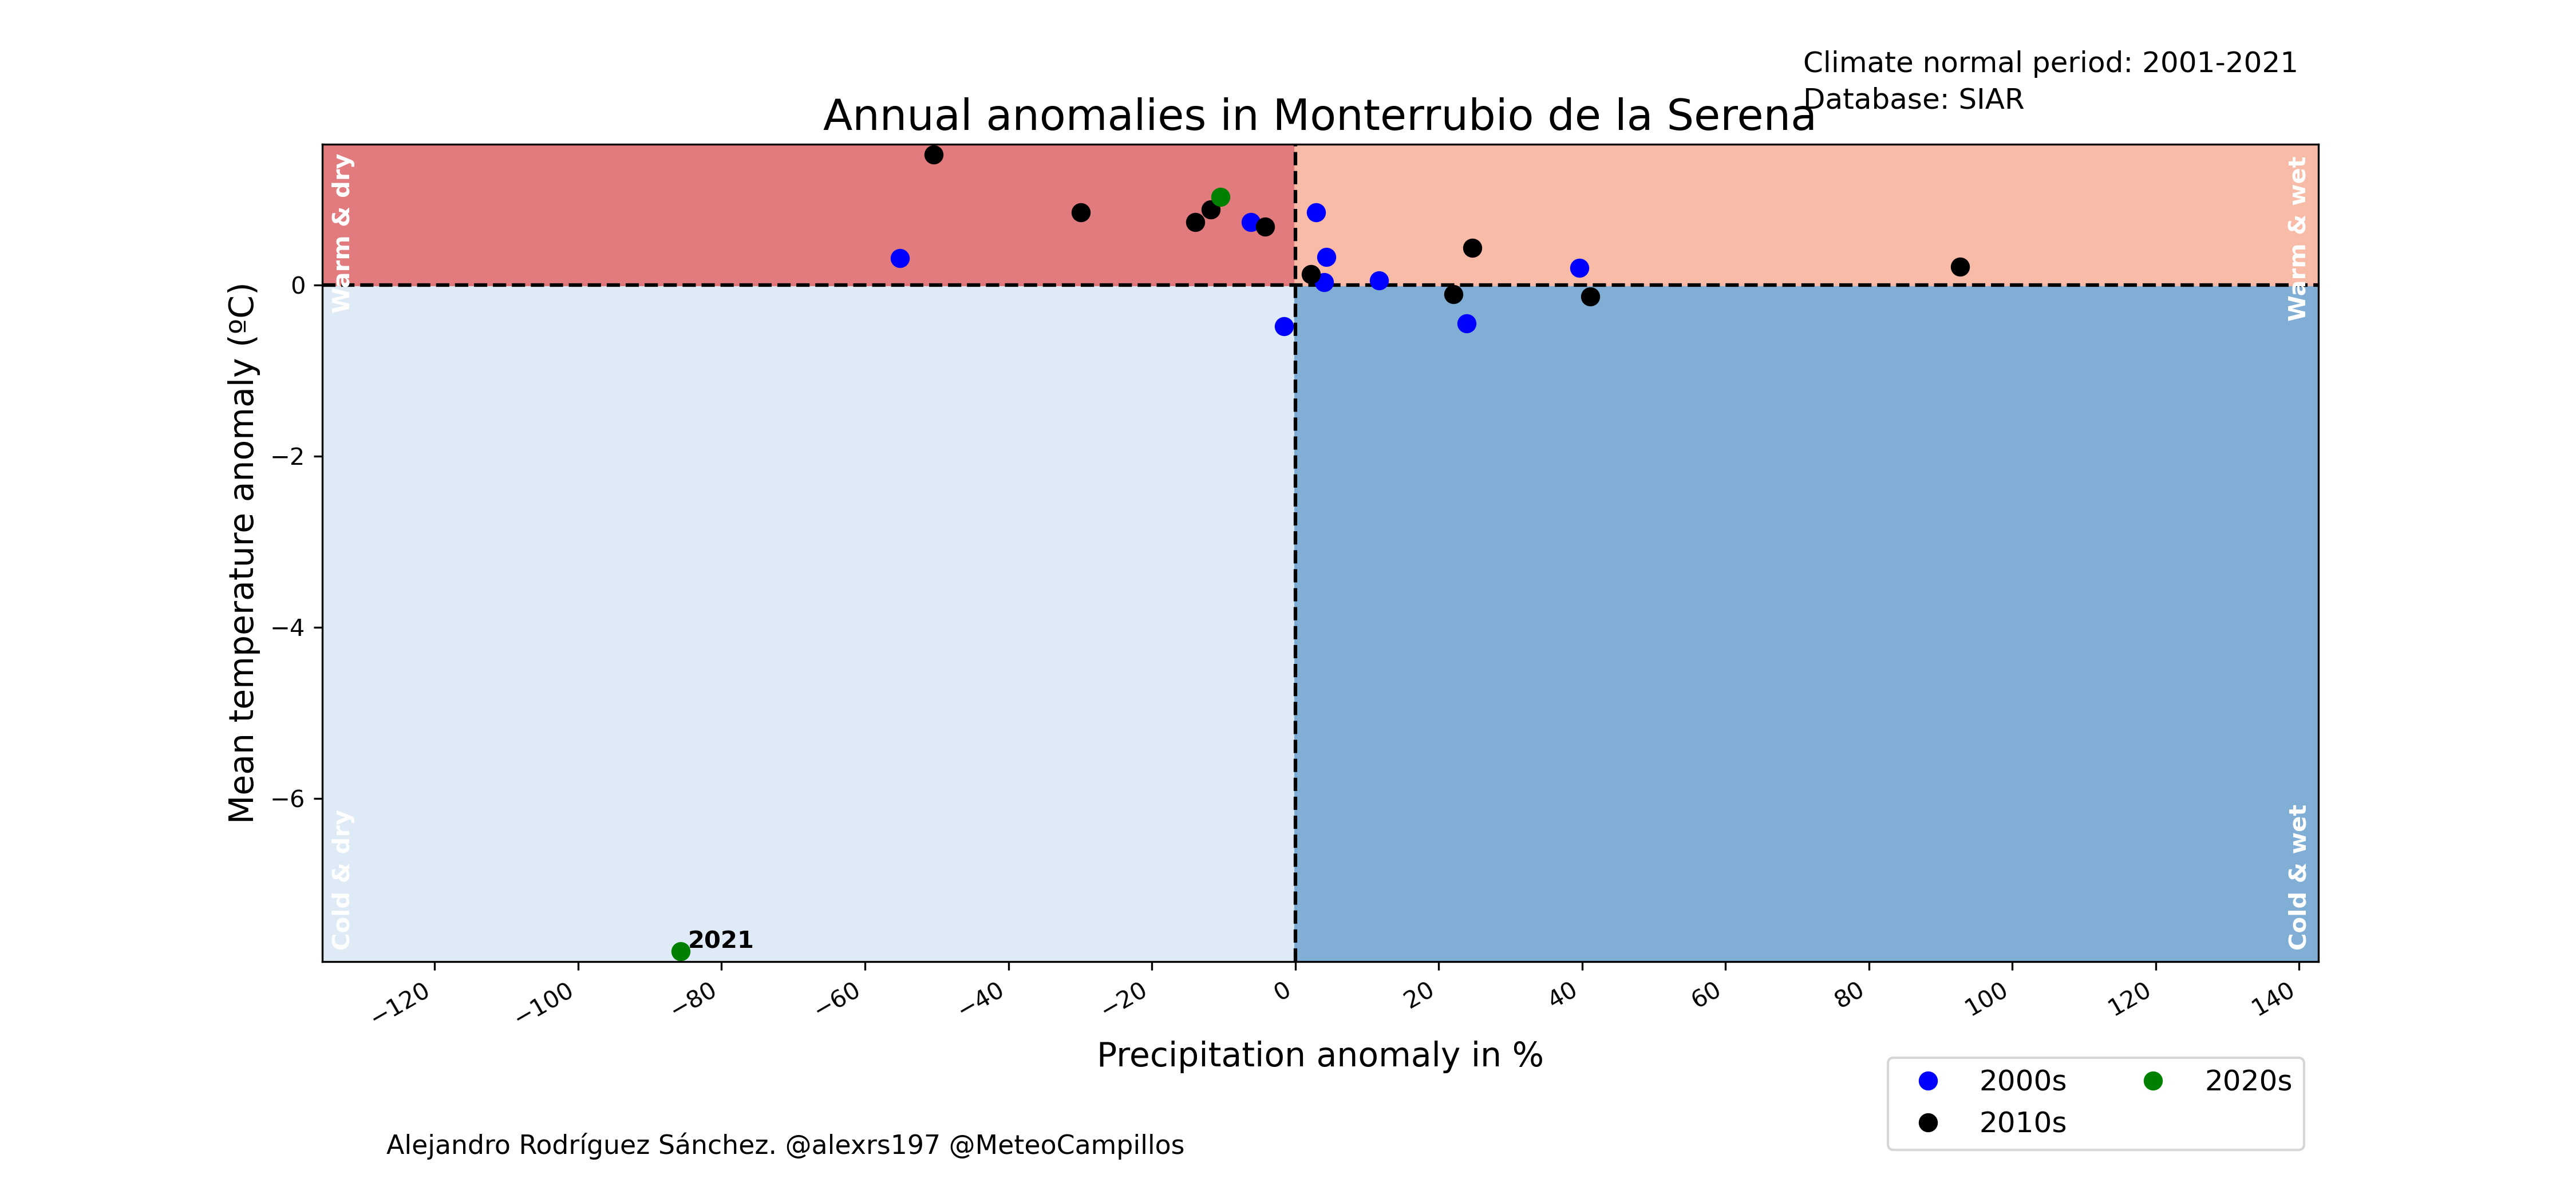 Climate normal period: 2001-2021
Database: SIAR
Annual anomalies in Monterrubio de la Serena
Warm & dry
Warm & wet
Mean temperature anomaly (ºC)
0
−2
−4
−6
Cold & dry
Cold & wet
2021
−120
−100
−80
−60
−40
−20
0
20
40
60
80
100
120
140
Precipitation anomaly in %
2000s
2020s
2010s
Alejandro Rodríguez Sánchez. @alexrs197 @MeteoCampillos